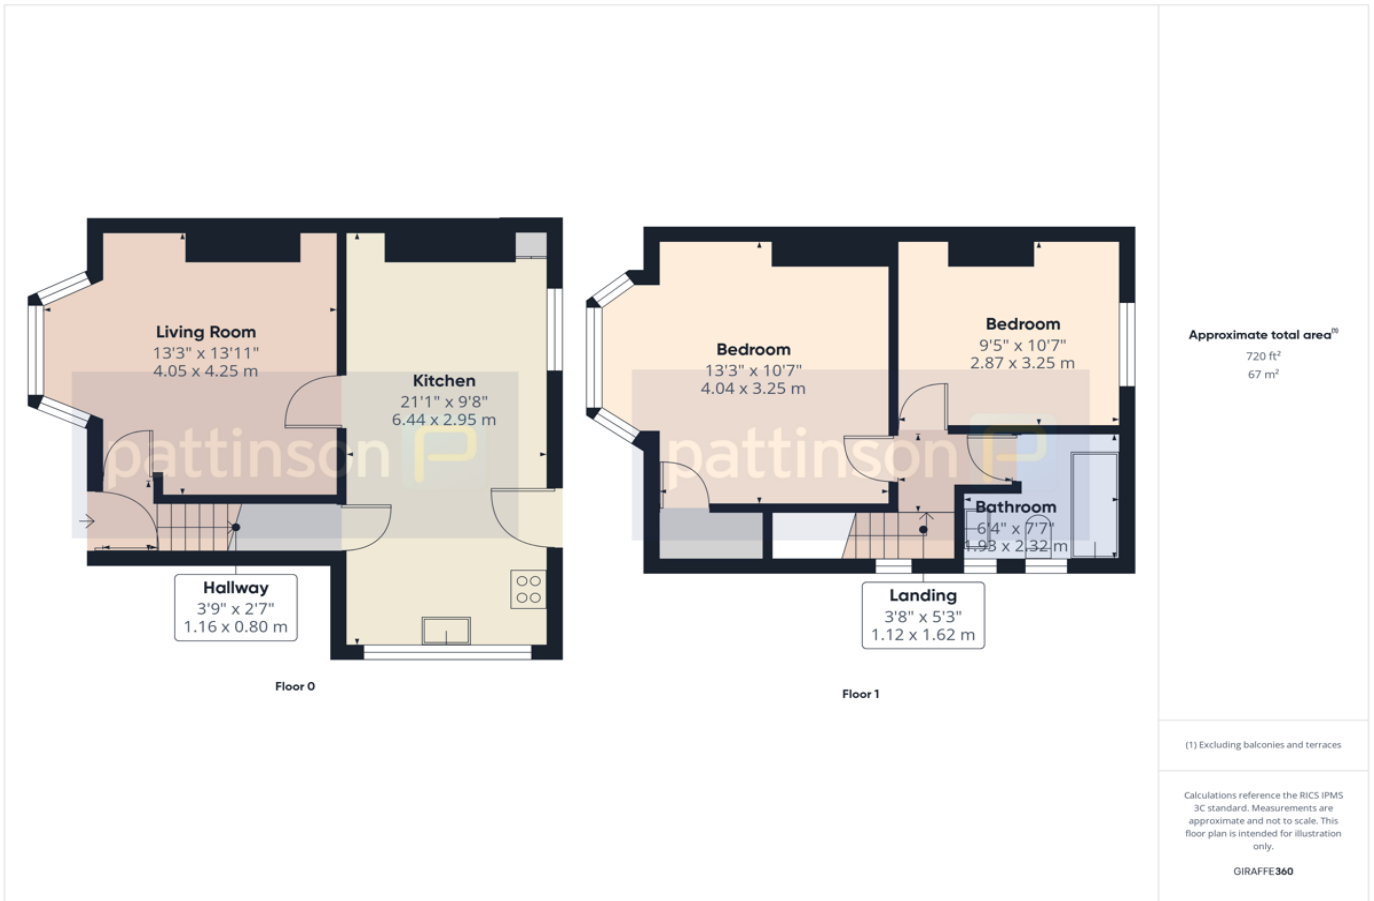 Living Room
13'3" x 13'11"
4.05 x 4.25 m
Kitchen
21'1" x 9'8"
6.44 x 2.95 m
pattinson P
Hallway
3'9" x 2'7"
1.16 x 0.80 m
Floor 0
Bedroom
13'3" x 10'7"
4.04 x 3.25 m
Bedroom
9'5" x 10'7"
2.87 x 3.25 m
pattinson P
Bathroom
6'4" x 7'7"
1.93 x 2.32 m
Landing
3'8" x 5'3"
1.12 x 1.62 m
Floor 1
Approximate total area(1)
720 ft²
67 m²
(1) Excluding balconies and terraces
Calculations reference the RICS IPMS
3C standard. Measurements are
approximate and not to scale. This
floor plan is intended for illustration
only.
GIRAFFE360